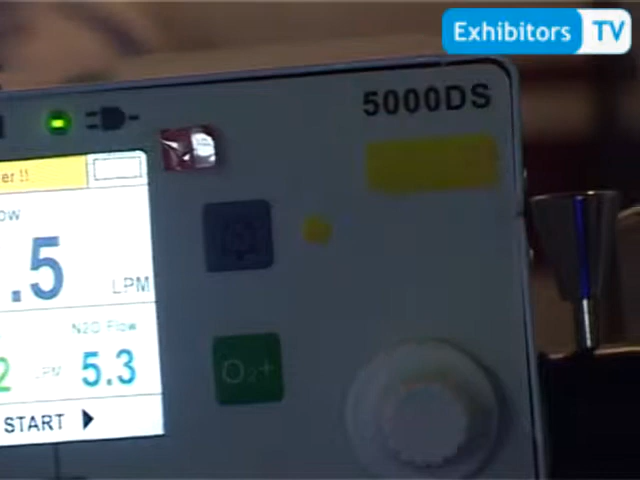 Exhibitors TV
5000DS
er !!
ow
.5 LPM
N2O Flow
2 LPM 5.3
START
O2+